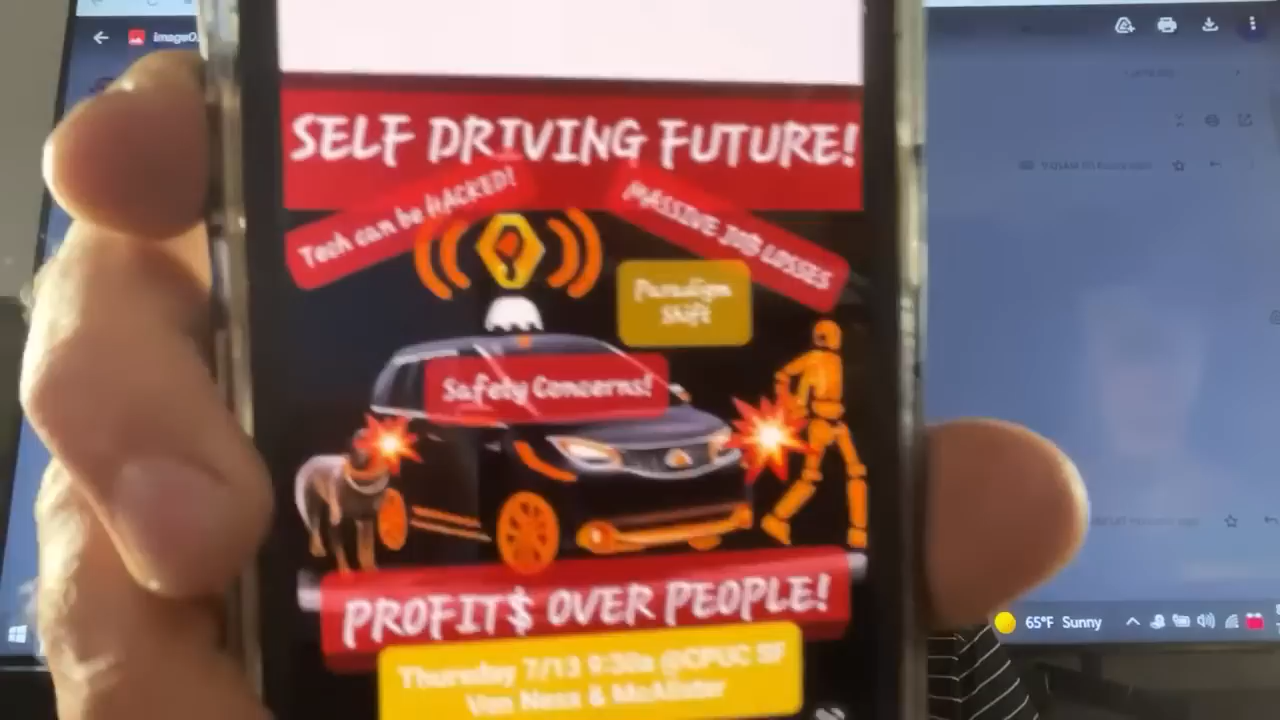 image0.
SELF DRIVING FUTURE!
Tech can be HACKED!
MASSIVE JOB LOSSES
Paradigm
Shift
Safety Concerns!
PROFIT$ OVER PEOPLE!
Thursday 7/13 9:30a @CPUC SF
Van Ness & McAllister
65°F Sunny